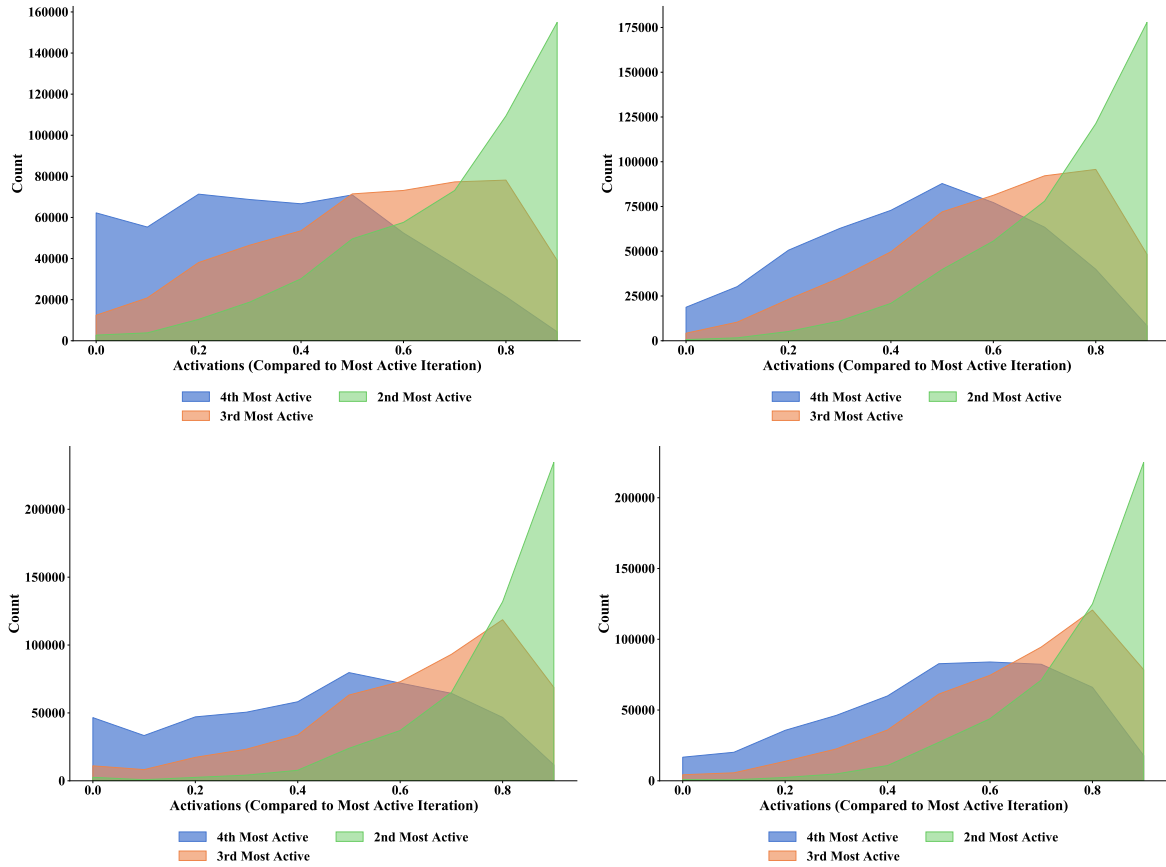 160000
140000
120000
100000
80000
60000
40000
20000
0
Count
0.0 0.2 0.4 0.6 0.8
Activations (Compared to Most Active Iteration)
4th Most Active 2nd Most Active
3rd Most Active
175000
150000
125000
100000
75000
50000
25000
0
Count
0.0 0.2 0.4 0.6 0.8
Activations (Compared to Most Active Iteration)
4th Most Active 2nd Most Active
3rd Most Active
200000
150000
100000
50000
0
Count
0.0 0.2 0.4 0.6 0.8
Activations (Compared to Most Active Iteration)
4th Most Active 2nd Most Active
3rd Most Active
200000
150000
100000
50000
0
Count
0.0 0.2 0.4 0.6 0.8
Activations (Compared to Most Active Iteration)
4th Most Active 2nd Most Active
3rd Most Active